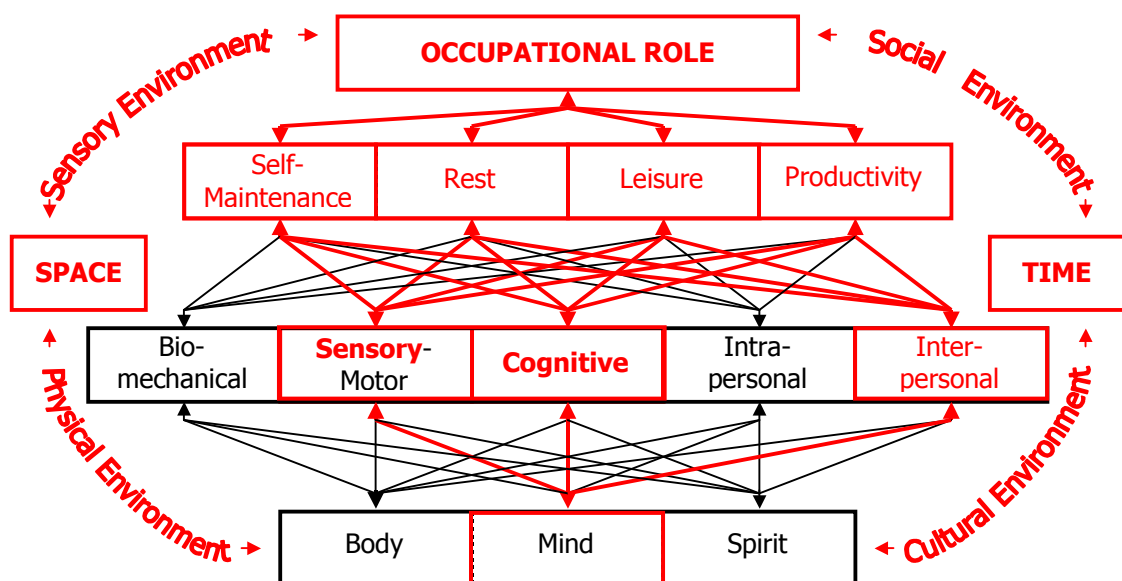 OCCUPATIONAL ROLE
Sensory Environment
Social Environment
Self-
Maintenance
Rest
Leisure
Productivity
SPACE
TIME
Bio-
mechanical
Sensory-
Motor
Cognitive
Intra-
personal
Inter-
personal
Physical Environment
Cultural Environment
Body
Mind
Spirit